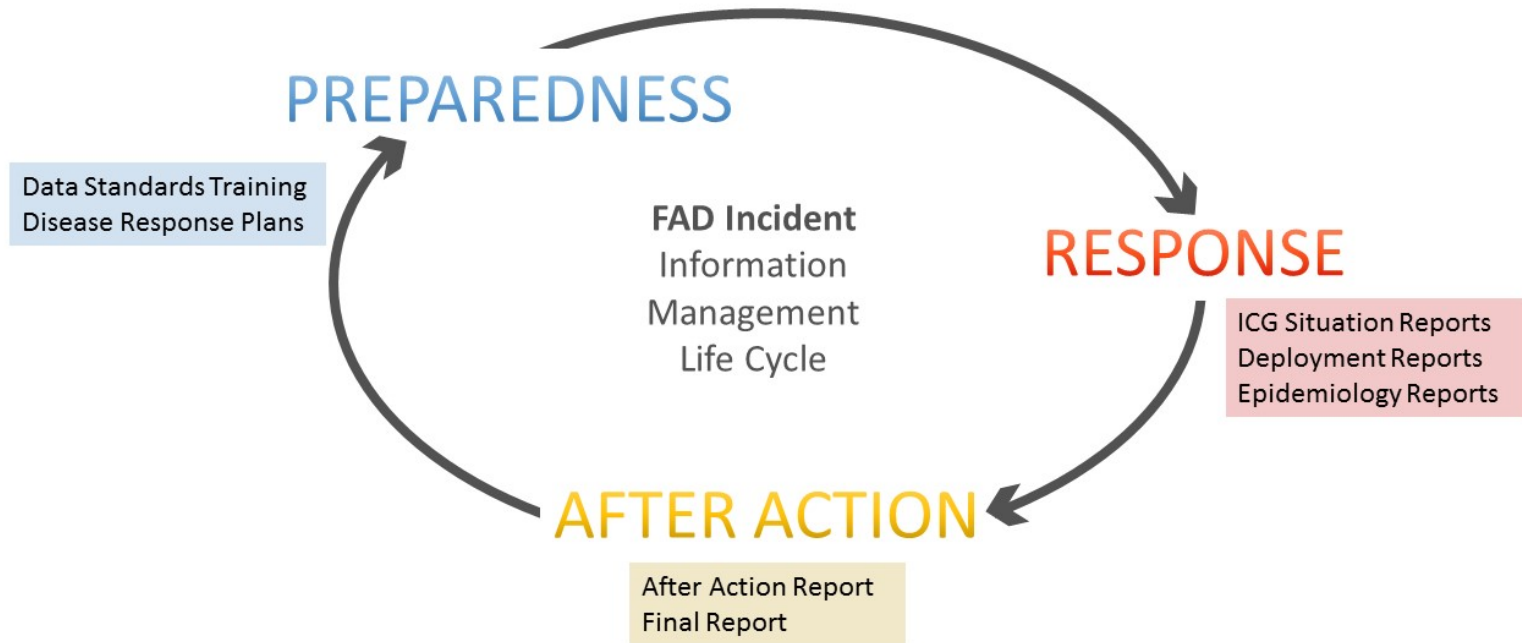 PREPAREDNESS
Data Standards Training
Disease Response Plans
FAD Incident
Information
Management
Life Cycle
RESPONSE
ICG Situation Reports
Deployment Reports
Epidemiology Reports
AFTER ACTION
After Action Report
Final Report